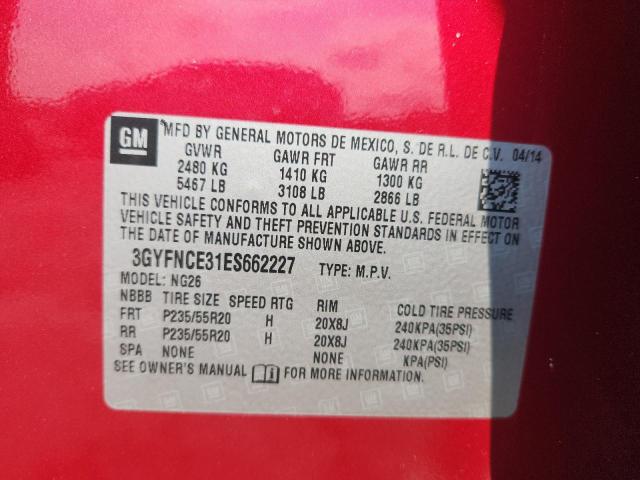 GM
MFD BY GENERAL MOTORS DE MEXICO, S. DE R.L. DE C.V. 04/14
GVWR GAWR FRT GAWR RR
2480 KG 1410 KG 1300 KG
5467 LB 3108 LB 2866 LB
THIS VEHICLE CONFORMS TO ALL APPLICABLE U.S. FEDERAL MOTOR
VEHICLE SAFETY AND THEFT PREVENTION STANDARDS IN EFFECT ON
THE DATE OF MANUFACTURE SHOWN ABOVE.
3GYFNCE31ES662227 TYPE: M.P.V.
MODEL: NG26
NBBB TIRE SIZE SPEED RTG RIM COLD TIRE PRESSURE
FRT P235/55R20 H 20X8J 240KPA(35PSI)
RR P235/55R20 H 20X8J 240KPA(35PSI)
SPA NONE NONE KPA(PSI)
SEE OWNER'S MANUAL FOR MORE INFORMATION.